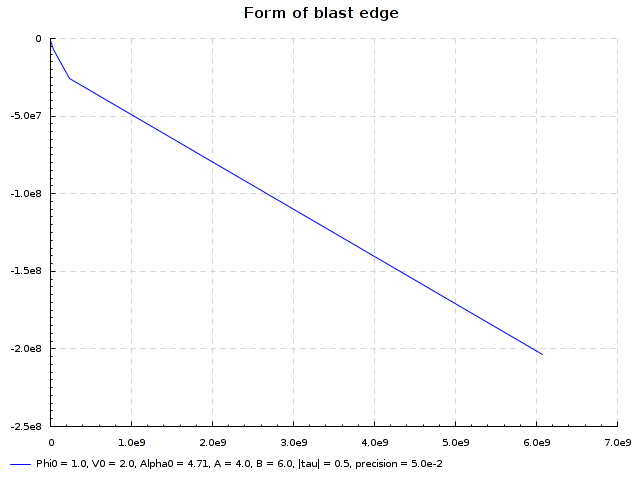 Form of blast edge
0
-5.0e7
-1.0e8
-1.5e8
-2.0e8
-2.5e8
0 1.0e9 2.0e9 3.0e9 4.0e9 5.0e9 6.0e9 7.0e9
Phi0 = 1.0, V0 = 2.0, Alpha0 = 4.71, A = 4.0, B = 6.0, |tau| = 0.5, precision = 5.0e-2